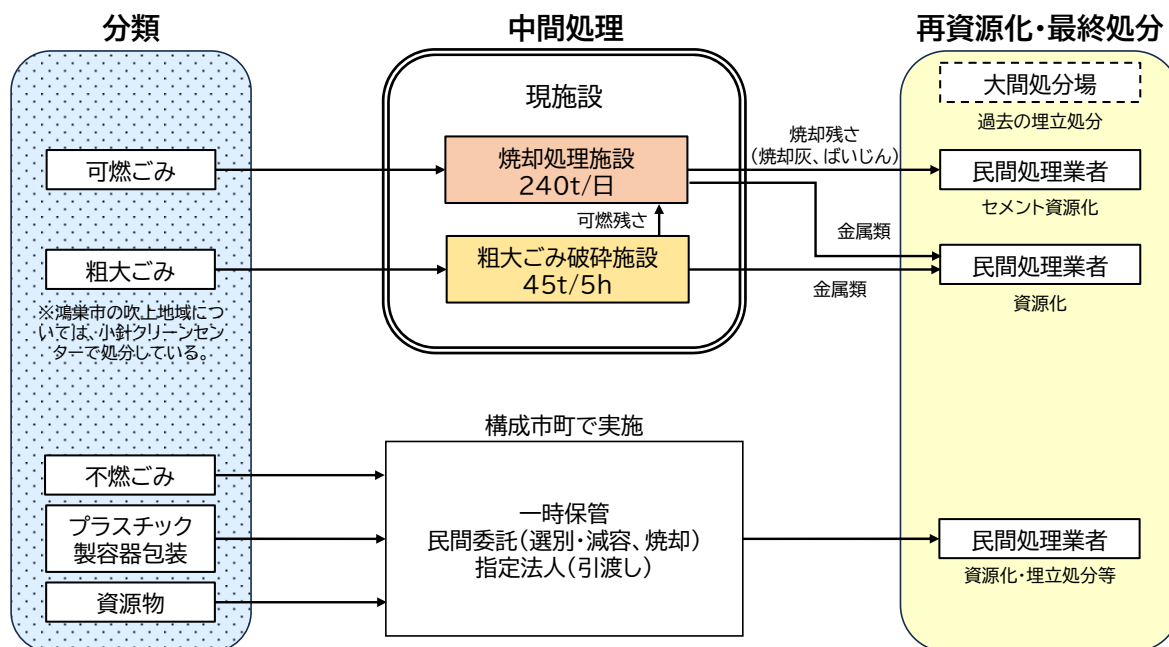 分類
中間処理
再資源化・最終処分
現施設
大間処分場
過去の埋立処分
可燃ごみ
焼却処理施設
240t/日
焼却残さ
(焼却灰、ばいじん)
民間処理業者
セメント資源化
可燃残さ
金属類
粗大ごみ
粗大ごみ破砕施設
45t/5h
金属類
民間処理業者
資源化
※鴻巣市の吹上地域につ
いては、小針クリーンセン
ターで処分している。
構成市町で実施
不燃ごみ
プラスチック
製容器包装
資源物
一時保管
民間委託(選別・減容、焼却)
指定法人(引渡し)
民間処理業者
資源化・埋立処分等